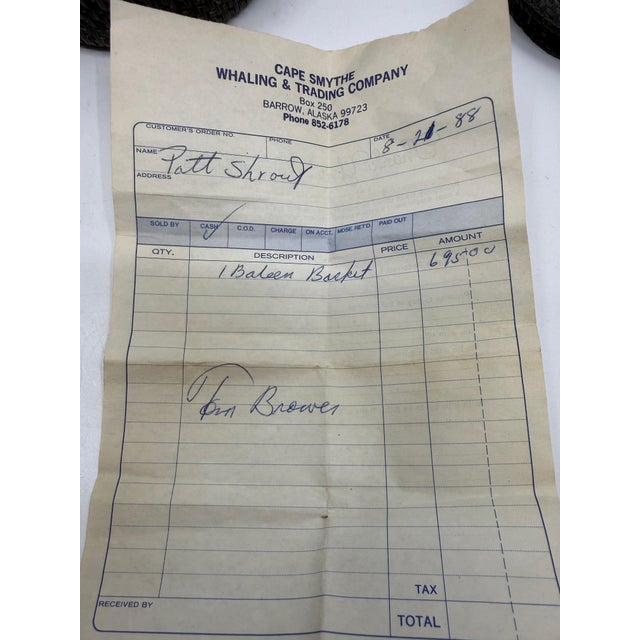 CAPE SMYTHE
WHALING & TRADING COMPANY
Box 250
BARROW, ALASKA 99723
Phone 852-6178
CUSTOMER'S ORDER NO. PHONE DATE 8-21-88
NAME Patt Shrouf
ADDRESS
SOLD BY CASH ✓ C.O.D. CHARGE ON ACCT. MDSE. RET'D. PAID OUT
QTY. DESCRIPTION PRICE AMOUNT
1 Baleen Basket 695.00
Tom Brower
TAX
RECEIVED BY TOTAL